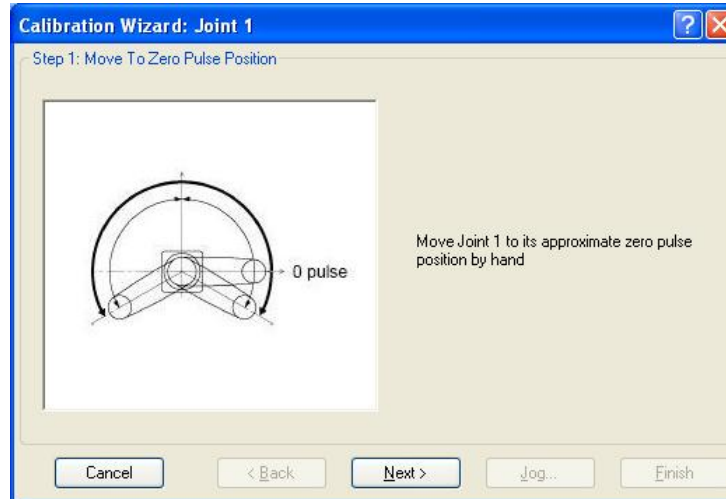 Calibration Wizard: Joint 1
Step 1: Move To Zero Pulse Position
0 pulse
Move Joint 1 to its approximate zero pulse
position by hand
Cancel
< Back
Next >
Jog...
Finish